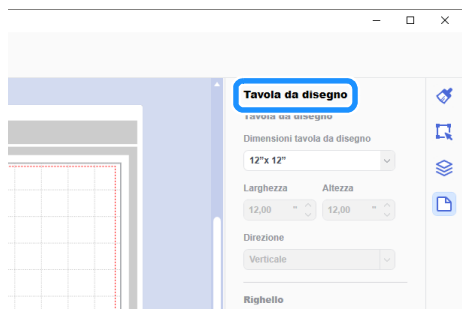 Tavola da disegno
Tavola da disegno
Dimensioni tavola da disegno
12"x 12"
Larghezza Altezza
12,00 " 12,00 "
Direzione
Verticale
Righello